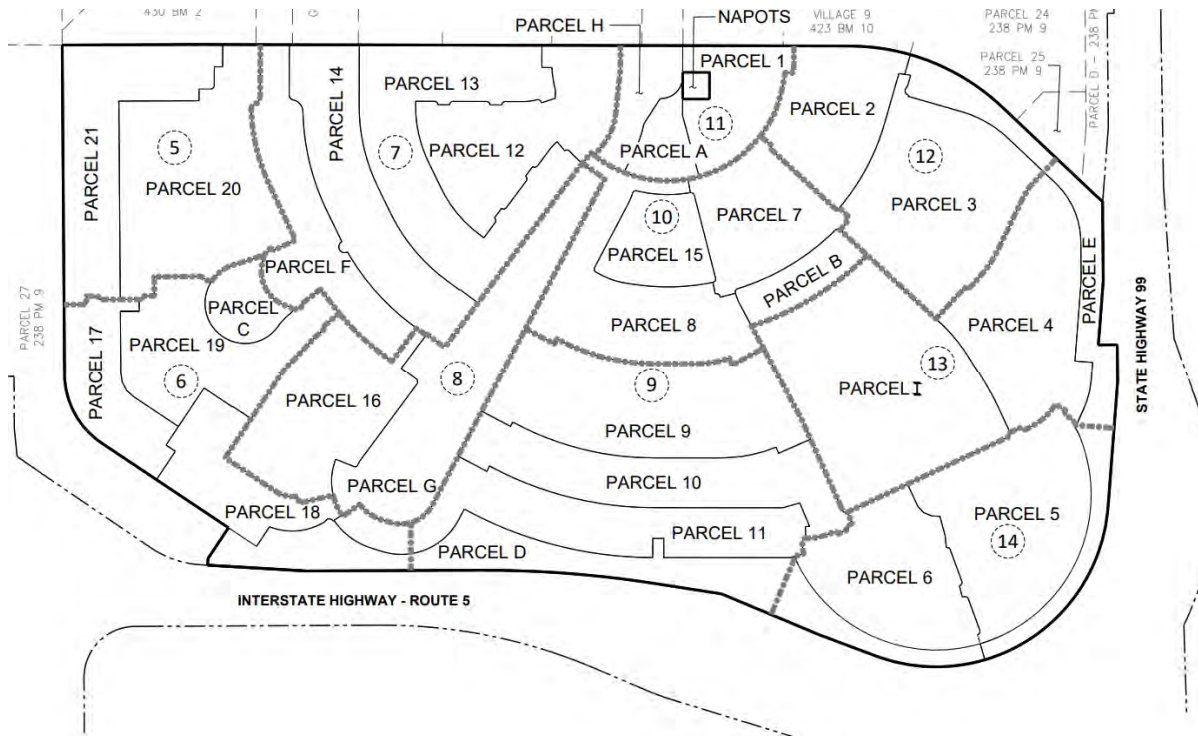 430 BM 2
PARCEL H
NAPOTS
VILLAGE 9
423 BM 10
PARCEL 24
238 PM 9
PARCEL 25
238 PM 9
PARCEL D - 238
PARCEL 1
PARCEL 13
PARCEL 14
PARCEL 2
11
5
7
PARCEL 12
PARCEL A
12
PARCEL 21
PARCEL 20
PARCEL 3
10
PARCEL 7
PARCEL 15
PARCEL F
PARCEL B
PARCEL E
PARCEL C
PARCEL 27
238 PM 9
PARCEL 17
PARCEL 19
PARCEL 8
PARCEL 4
STATE HIGHWAY 99
6
8
9
13
PARCEL I
PARCEL 16
PARCEL 9
PARCEL G
PARCEL 10
PARCEL 18
PARCEL 5
PARCEL 11
14
PARCEL D
PARCEL 6
INTERSTATE HIGHWAY - ROUTE 5